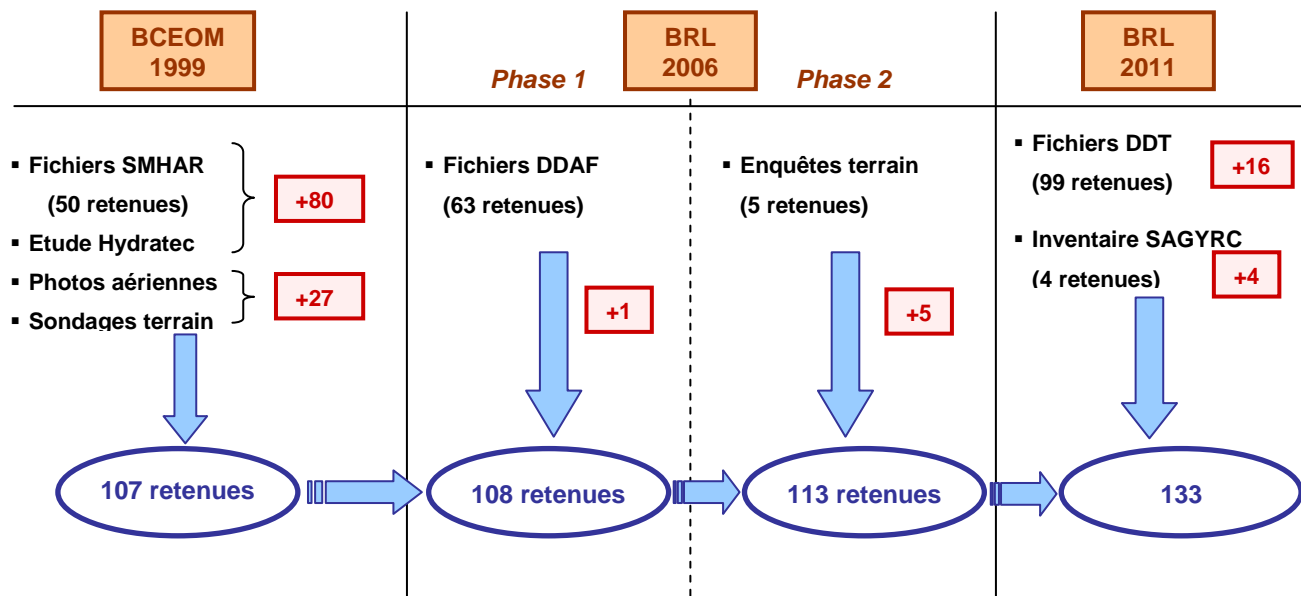 BCEOM
1999
Phase 1
BRL
2006
Phase 2
BRL
2011
▪ Fichiers SMHAR
(50 retenues)
▪ Etude Hydratec
+80
▪ Photos aériennes
▪ Sondages terrain
+27
▪ Fichiers DDAF
(63 retenues)
+1
▪ Enquêtes terrain
(5 retenues)
+5
▪ Fichiers DDT
(99 retenues)
+16
▪ Inventaire SAGYRC
(4 retenues)
+4
107 retenues
108 retenues
113 retenues
133